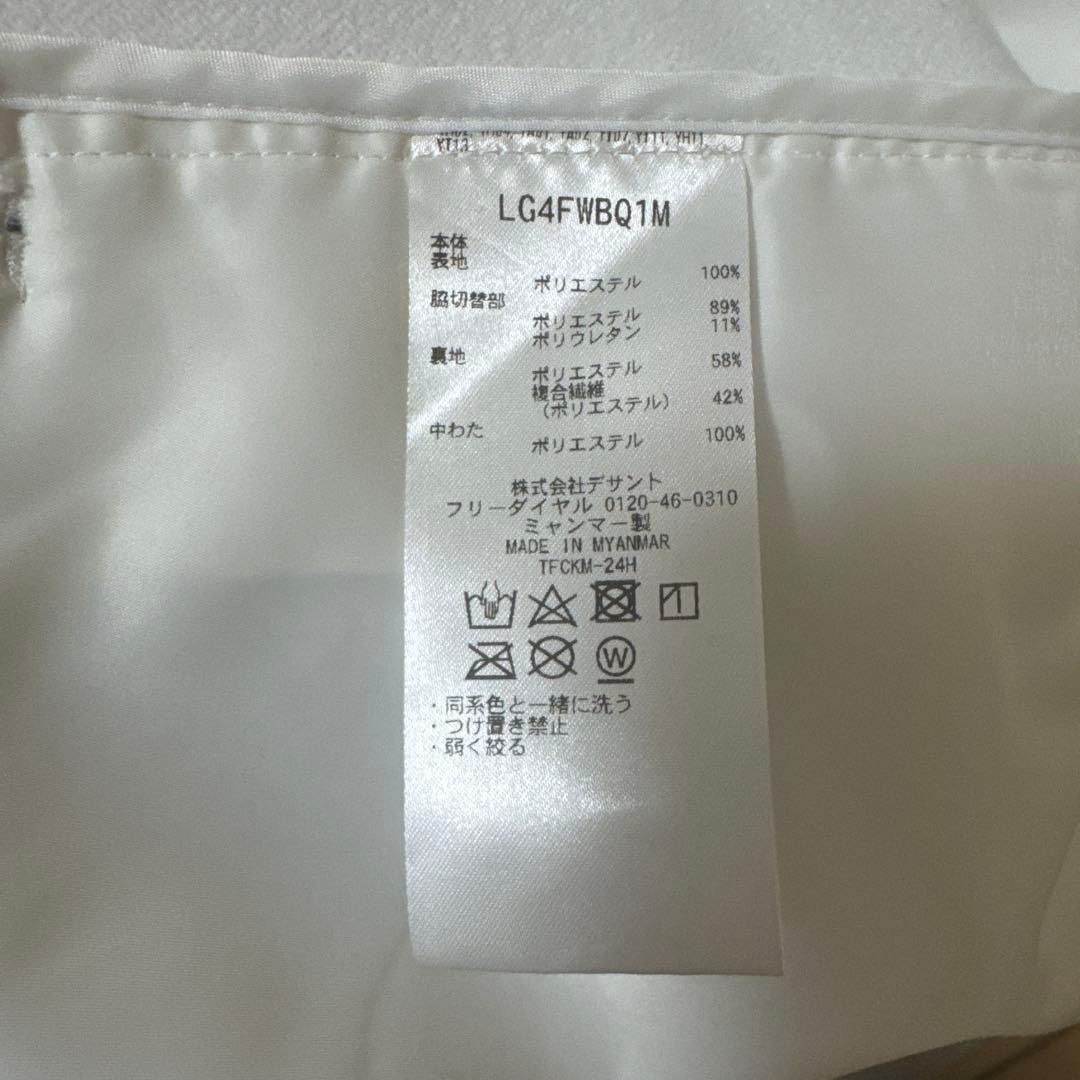 LG4FWBQ1M
本体
表地
ポリエステル 100%
脇切替部
ポリエステル 89%
ポリウレタン 11%
裏地
ポリエステル 58%
複合繊維
(ポリエステル) 42%
中わた
ポリエステル 100%
株式会社デサント
フリーダイヤル 0120-46-0310
ミャンマー製
MADE IN MYANMAR
TFCKM-24H
W
・同系色と一緒に洗う
・つけ置き禁止
・弱く絞る